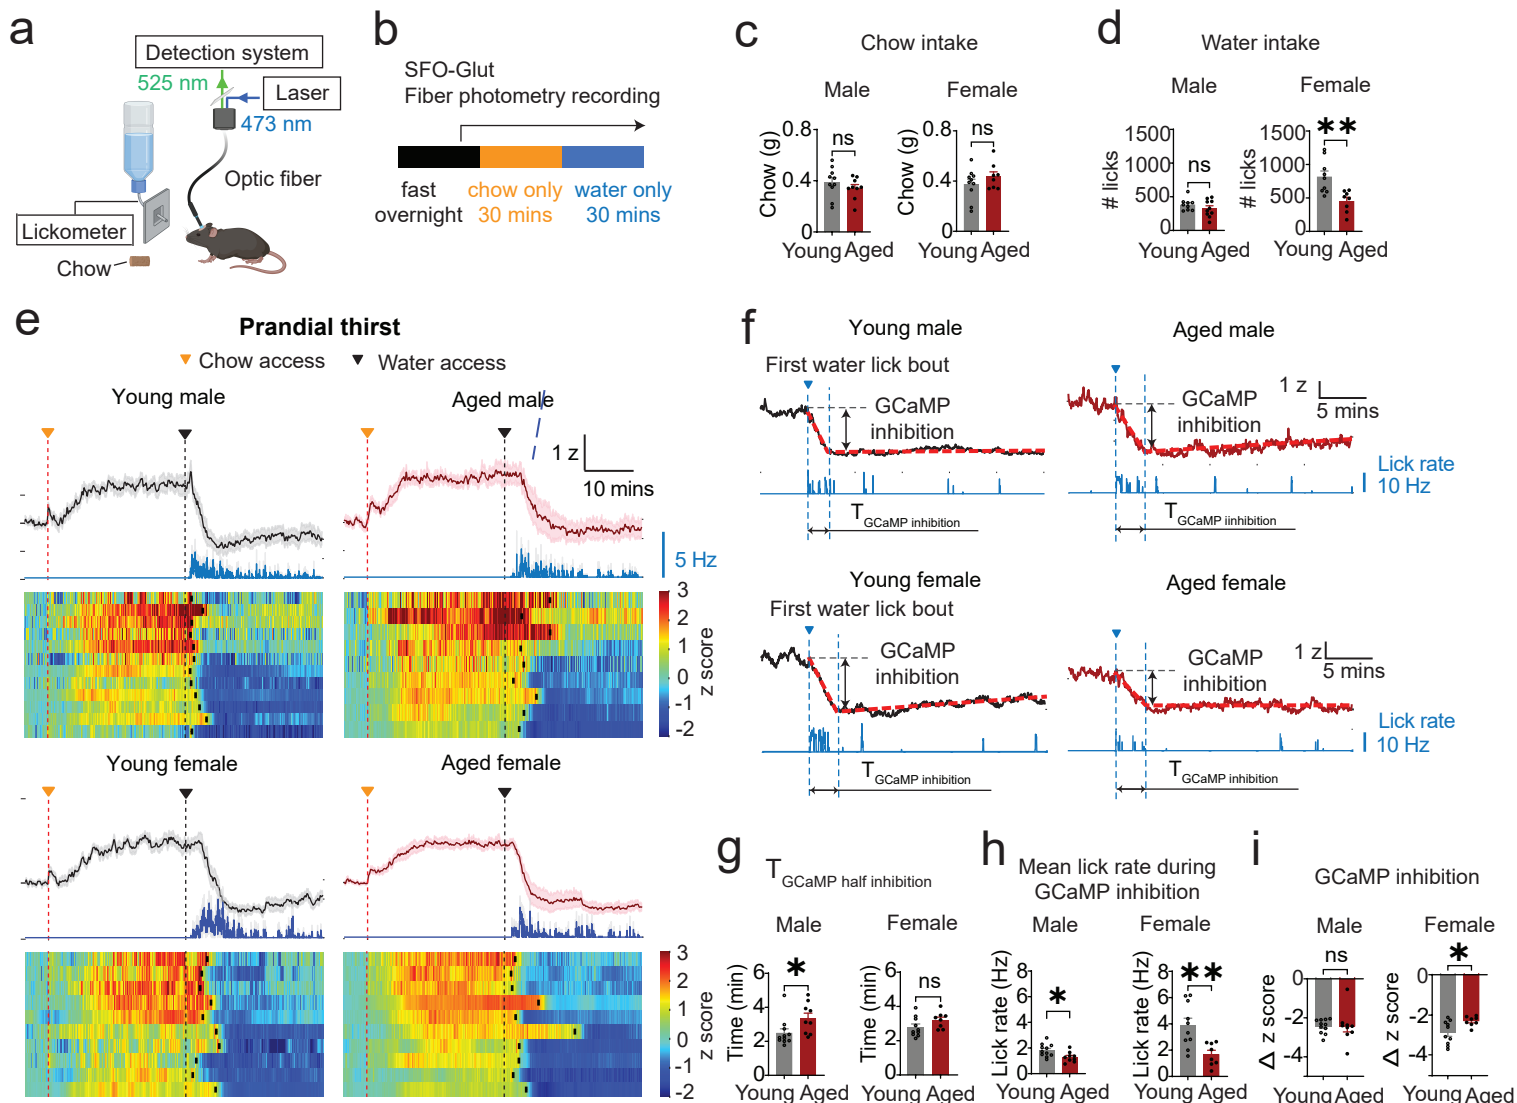 a
Detection system
525 nm
Laser
473 nm
Optic fiber
Lickometer
Chow
b
SFO-Glut
Fiber photometry recording
fast
overnight
chow only
30 mins
water only
30 mins
c
Chow intake
Male
Female
Chow (g)
0.8
0.4
0
ns
Young Aged
Chow (g)
0.8
0.4
0
ns
Young Aged
d
Water intake
Male
Female
# licks
1500
1000
500
0
ns
Young Aged
# licks
1500
1000
500
0
**
Young Aged
e
Prandial thirst
Chow access
Water access
Young male
Aged male
1 z
10 mins
5 Hz
3
2
1
0
-1
-2
z score
Young female
Aged female
3
2
1
0
-1
-2
z score
f
Young male
Aged male
First water lick bout
GCaMP
inhibition
GCaMP
inhibition
1 z
5 mins
Lick rate
10 Hz
T GCaMP inhibition
T GCaMP iinhibition
Young female
Aged female
First water lick bout
GCaMP
inhibition
GCaMP
inhibition
1 z
5 mins
Lick rate
10 Hz
T GCaMP inhibition
T GCaMP inhibition
g
T GCaMP half inhibition
Male
Female
Time (min)
6
4
2
0
*
Young Aged
Time (min)
6
4
2
0
ns
Young Aged
h
Mean lick rate during
GCaMP inhibition
Male
Female
Lick rate (Hz)
8
6
4
2
0
*
Young Aged
Lick rate (Hz)
8
6
4
2
0
**
Young Aged
i
GCaMP inhibition
Male
Female
Δ z score
0
-2
-4
ns
Young Aged
Δ z score
0
-2
-4
*
Young Aged